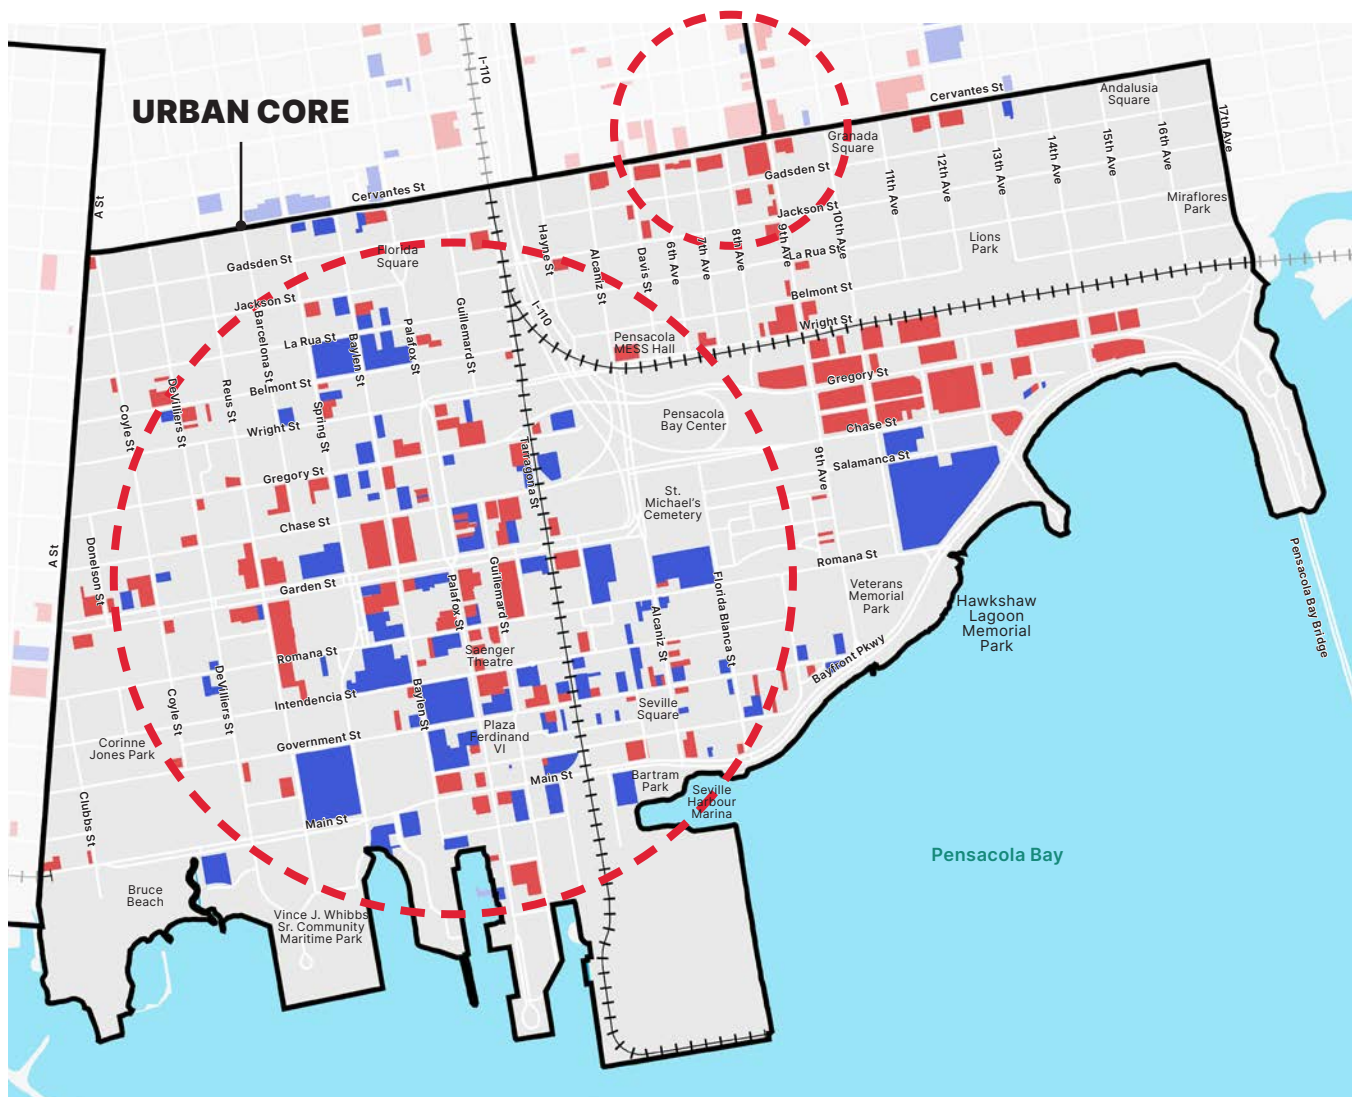 URBAN CORE
I-110
Cervantes St
Andalusia
Square
17th Ave
16th Ave
15th Ave
14th Ave
13th Ave
12th Ave
11th Ave
Granada
Square
Gadsden St
Miraflores
Park
A St
Cervantes St
Jackson St
10th Ave
9th Ave
8th Ave
7th Ave
6th Ave
Davis St
Alcaniz St
Hayne St
Lions
Park
La Rua St
Florida
Square
Gadsden St
Belmont St
Jackson St
I-110
Wright St
Barcelona St
La Rua St
Baylen St
Palafox St
Guillemard St
Pensacola
MESS Hall
Gregory St
Belmont St
Reus St
DeVilliers St
Coyle St
Spring St
Wright St
Pensacola
Bay Center
Chase St
Tarragona St
9th Ave
Salamanca St
Gregory St
St.
Michael's
Cemetery
Chase St
A St
Donelson St
Garden St
Palafox St
Guillemard St
Romana St
Florida Blanca St
Alcaniz St
Veterans
Memorial
Park
Hawkshaw
Lagoon
Memorial
Park
Pensacola Bay Bridge
Romana St
Saenger
Theatre
Bayfront Pkwy
DeVilliers St
Coyle St
Intendencia St
Baylen St
Seville
Square
Plaza
Ferdinand
VI
Government St
Corinne
Jones Park
Main St
Bartram
Park
Seville
Harbour
Marina
Clubbs St
Main St
Pensacola Bay
Bruce
Beach
Vince J. Whibbs
Sr. Community
Maritime Park